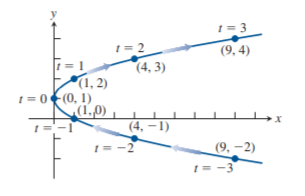 y
t = 3
t = 2
(9, 4)
t = 1
(4, 3)
(1, 2)
t = 0
(0, 1)
(1, 0)
x
t = −1
(4, −1)
t = −2
(9, −2)
t = −3